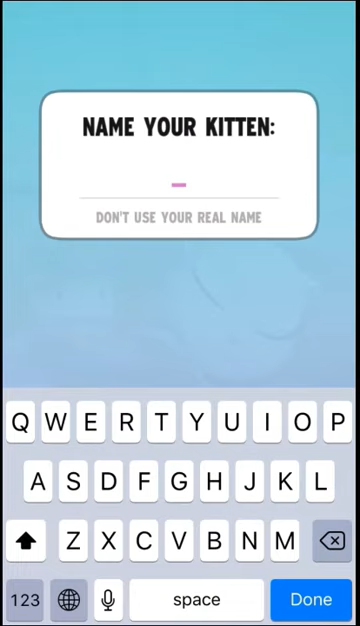 NAME YOUR KITTEN:
DON'T USE YOUR REAL NAME
Q W E R T Y U I O P
A S D F G H J K L
Z X C V B N M
123 space Done